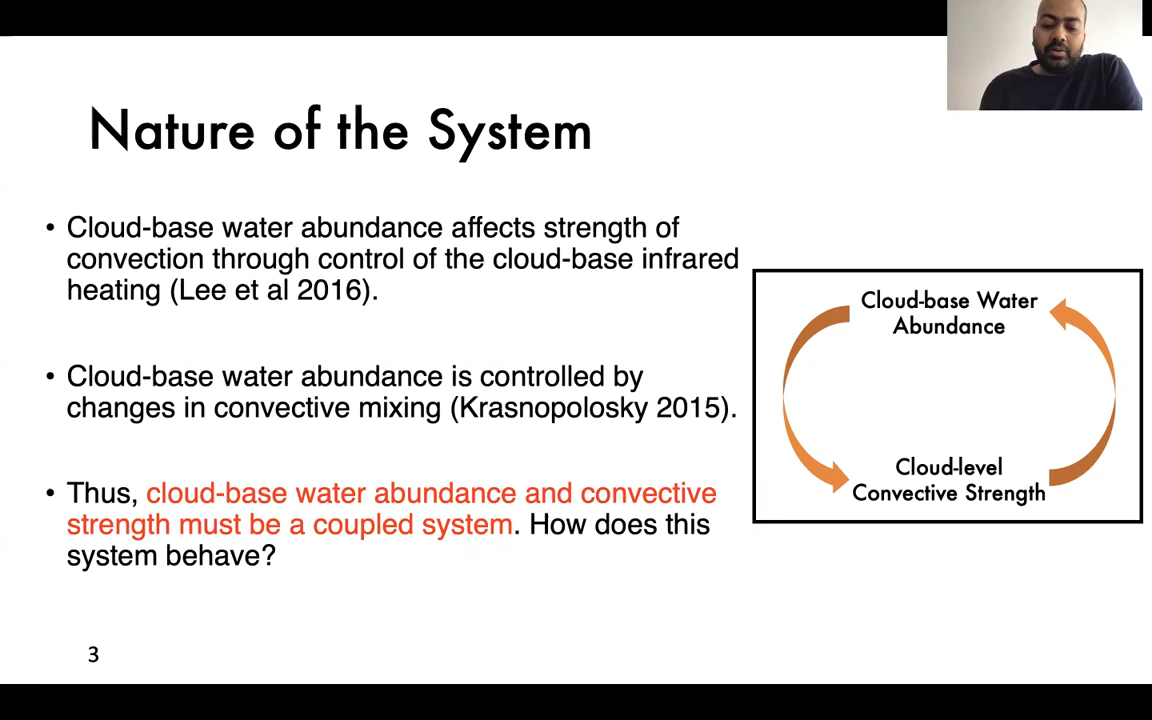 Nature of the System
• Cloud-base water abundance affects strength of
convection through control of the cloud-base infrared
heating (Lee et al 2016).
• Cloud-base water abundance is controlled by
changes in convective mixing (Krasnopolosky 2015).
• Thus, cloud-base water abundance and convective
strength must be a coupled system. How does this
system behave?
Cloud-base Water
Abundance
Cloud-level
Convective Strength
3